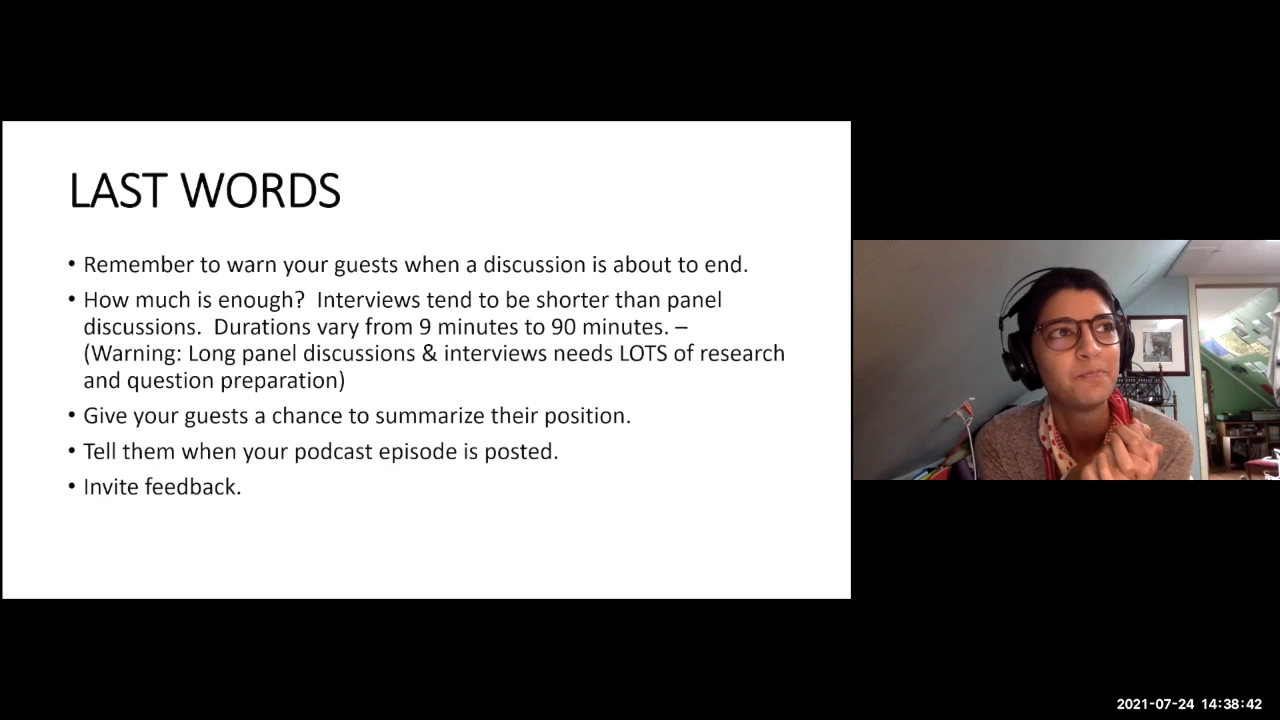 LAST WORDS
• Remember to warn your guests when a discussion is about to end.
• How much is enough?  Interviews tend to be shorter than panel
discussions.  Durations vary from 9 minutes to 90 minutes. –
(Warning: Long panel discussions & interviews needs LOTS of research
and question preparation)
• Give your guests a chance to summarize their position.
• Tell them when your podcast episode is posted.
• Invite feedback.
2021-07-24 14:38:42